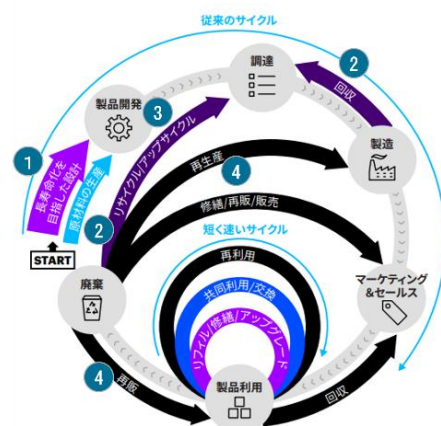 従来のサイクル
調達
2
回収
製品開発
3
製造
1
長寿命化を
目指した設計
原材料の生産
リサイクル/アップサイクル
再生産
4
修繕/再販/販売
START
2
短く速いサイクル
再利用
共同利用/交換
リフィル/修繕/アップグレード
廃棄
マーケティング
&セールス
4
再販
製品利用
回収